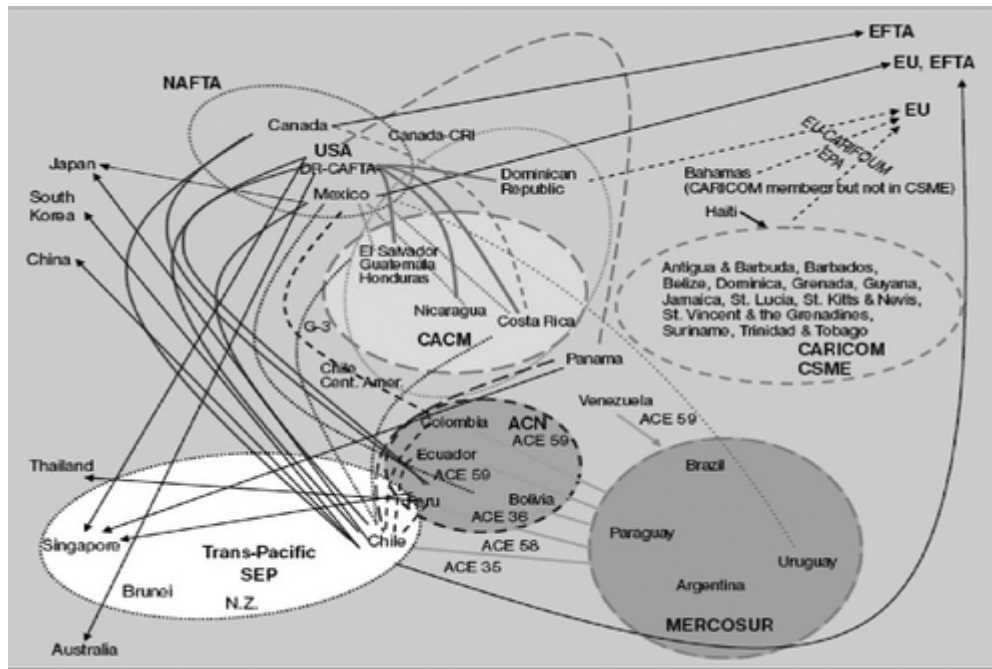 EFTA
EU, EFTA
NAFTA
EU
Canada
Canada-CRI
USA
DR-CAFTA
EU-CARIFOUM
EPA
Japan
Mexico
Dominican
Republic
Bahamas
(CARICOM member but not in CSME)
South
Korea
Haiti
China
El Salvador
Guatemala
Honduras
Antigua & Barbuda, Barbados,
Belize, Dominica, Grenada, Guyana,
Jamaica, St. Lucia, St. Kitts & Nevis,
St. Vincent & the Grenadines,
Suriname, Trinidad & Tobago
CARICOM
CSME
Nicaragua
Costa Rica
G-3
CACM
Chile
Cent. Amer.
Panama
Venezuela
ACE 59
Colombia
ACN
ACE 59
Ecuador
ACE 59
Brazil
Thailand
Peru
Bolivia
ACE 36
Paraguay
Singapore
Trans-Pacific
SEP
Chile
ACE 58
ACE 35
Uruguay
Brunei
N.Z.
Argentina
MERCOSUR
Australia